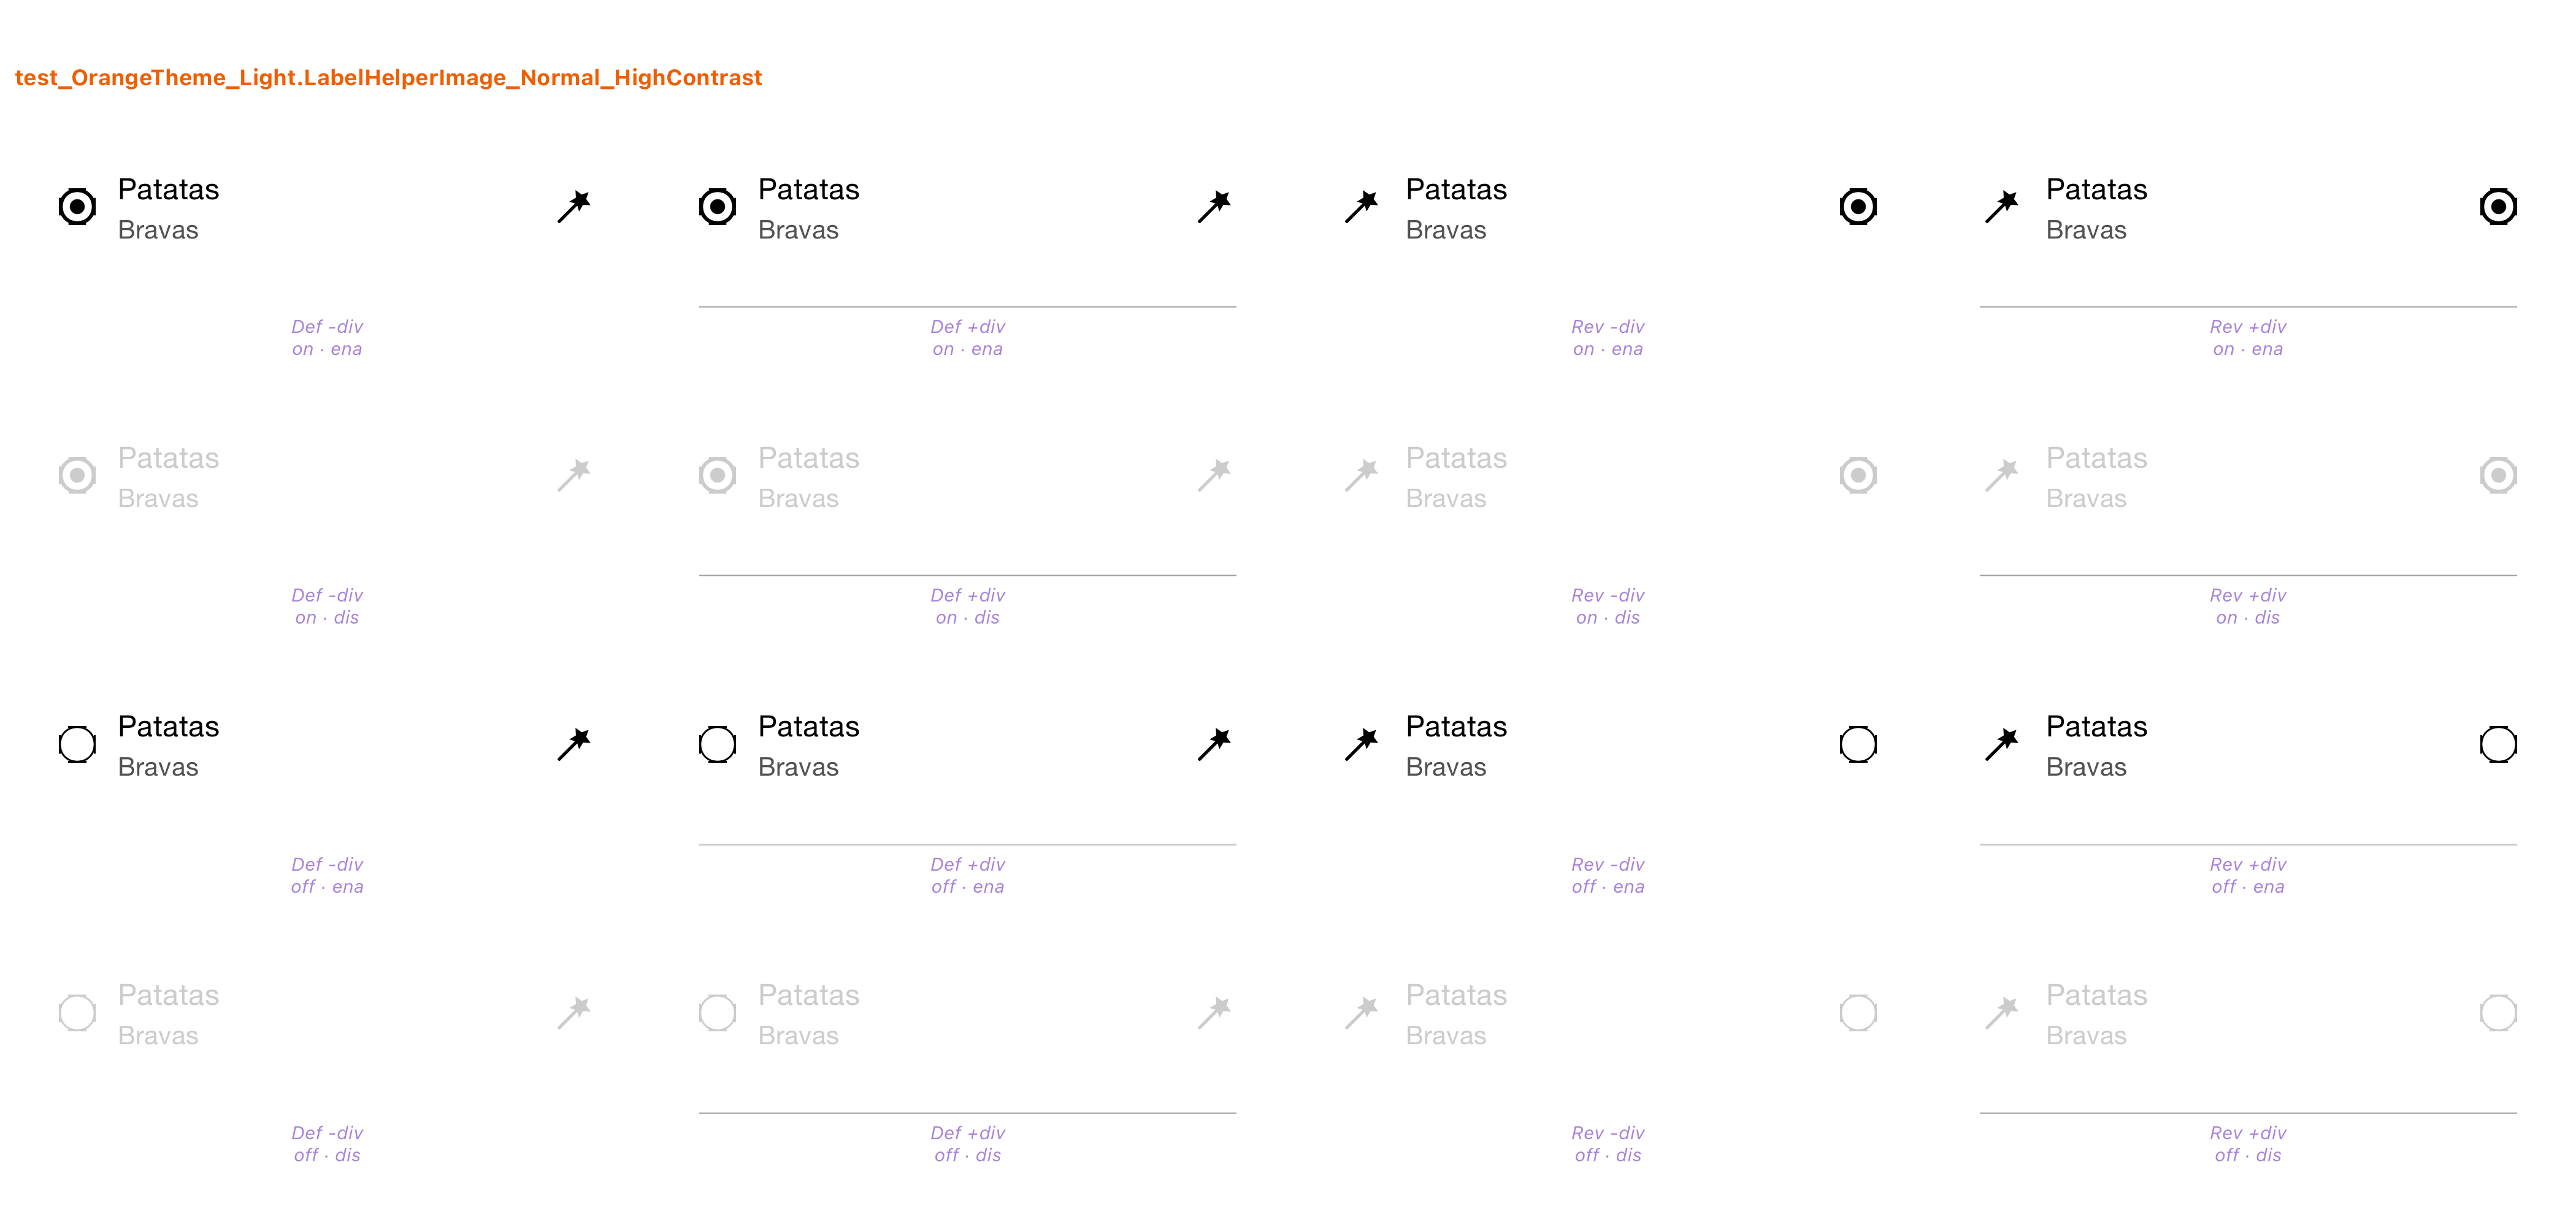 test_OrangeTheme_Light.LabelHelperImage_Normal_HighContrast
Patatas
Bravas
Def -div
on · ena
Patatas
Bravas
Def +div
on · ena
Patatas
Bravas
Rev -div
on · ena
Patatas
Bravas
Rev +div
on · ena
Patatas
Bravas
Def -div
on · dis
Patatas
Bravas
Def +div
on · dis
Patatas
Bravas
Rev -div
on · dis
Patatas
Bravas
Rev +div
on · dis
Patatas
Bravas
Def -div
off · ena
Patatas
Bravas
Def +div
off · ena
Patatas
Bravas
Rev -div
off · ena
Patatas
Bravas
Rev +div
off · ena
Patatas
Bravas
Def -div
off · dis
Patatas
Bravas
Def +div
off · dis
Patatas
Bravas
Rev -div
off · dis
Patatas
Bravas
Rev +div
off · dis